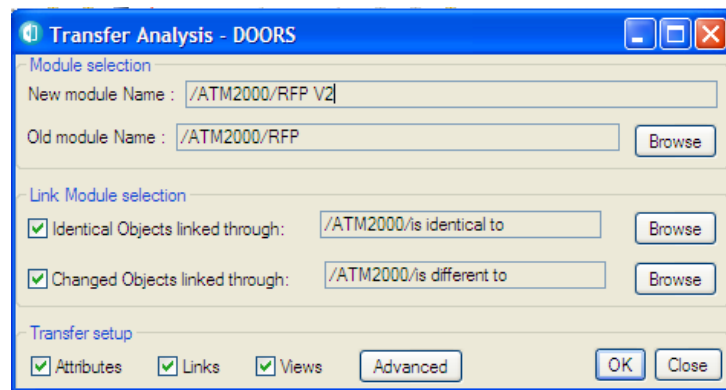 Transfer Analysis - DOORS
Module selection
New module Name : /ATM2000/RFP V2
Old module Name : /ATM2000/RFP Browse
Link Module selection
Identical Objects linked through: /ATM2000/is identical to Browse
Changed Objects linked through: /ATM2000/is different to Browse
Transfer setup
Attributes Links Views Advanced OK Close